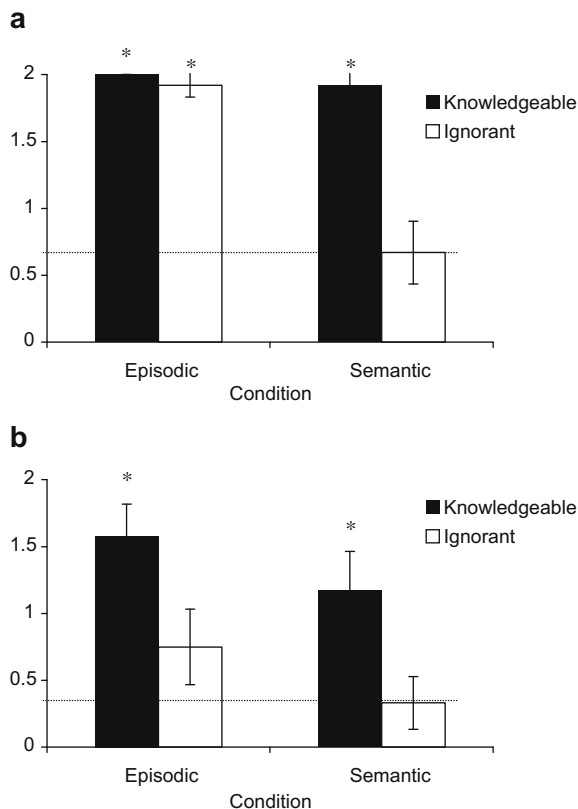 a
* * *
2
1.5
1
0.5
0
Knowledgeable
Ignorant
Episodic Semantic
Condition
b
* *
2
1.5
1
0.5
0
Knowledgeable
Ignorant
Episodic Semantic
Condition